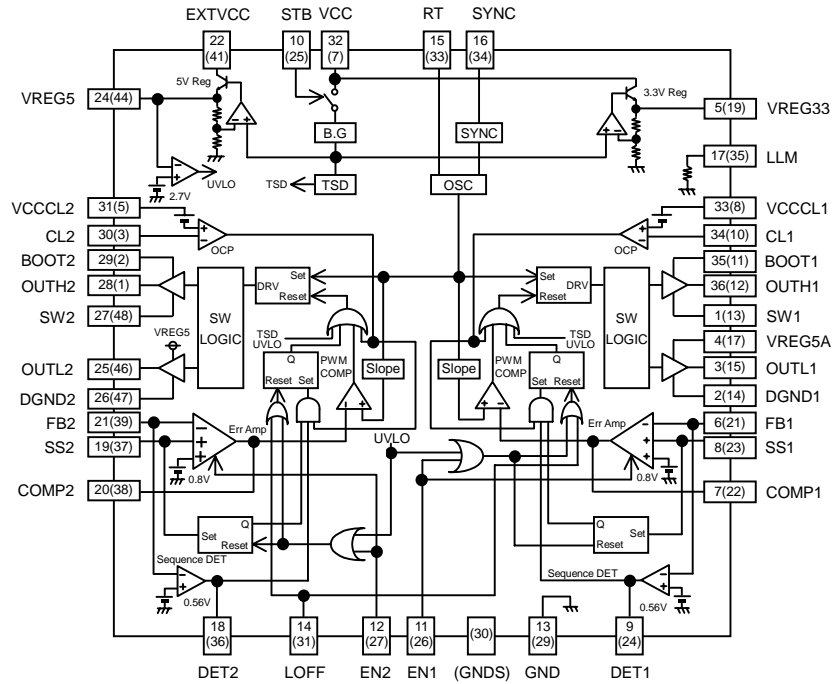 EXTVCC STB VCC RT SYNC
22 (41)
10 (25)
32 (7)
15 (33)
16 (34)
5V Reg
3.3V Reg
VREG5 24(44)
5(19) VREG33
B.G
SYNC
17(35) LLM
TSD
TSD
OSC
UVLO
2.7V
VCCCL2 31(5)
33(8) VCCCL1
CL2 30(3)
34(10) CL1
OCP
OCP
BOOT2 29(2)
35(11) BOOT1
OUTH2 28(1)
36(12) OUTH1
SW2 27(48)
1(13) SW1
DRV
Set
Reset
Set
Reset
DRV
SW LOGIC
SW LOGIC
VREG5
TSD
UVLO
TSD
UVLO
4(17) VREG5A
OUTL2 25(46)
3(15) OUTL1
DGND2 26(47)
2(14) DGND1
Q
Reset Set
PWM COMP
Slope
Slope
PWM COMP
Q
Set Reset
FB2 21(39)
6(21) FB1
SS2 19(37)
8(23) SS1
Err Amp
Err Amp
UVLO
0.8V
0.8V
COMP2 20(38)
7(22) COMP1
Q
Set
Reset
Q
Set
Reset
Sequence DET
Sequence DET
0.56V
0.56V
18 (36)
14 (31)
12 (27)
11 (26)
(30)
13 (29)
9 (24)
DET2 LOFF EN2 EN1 (GNDS) GND DET1